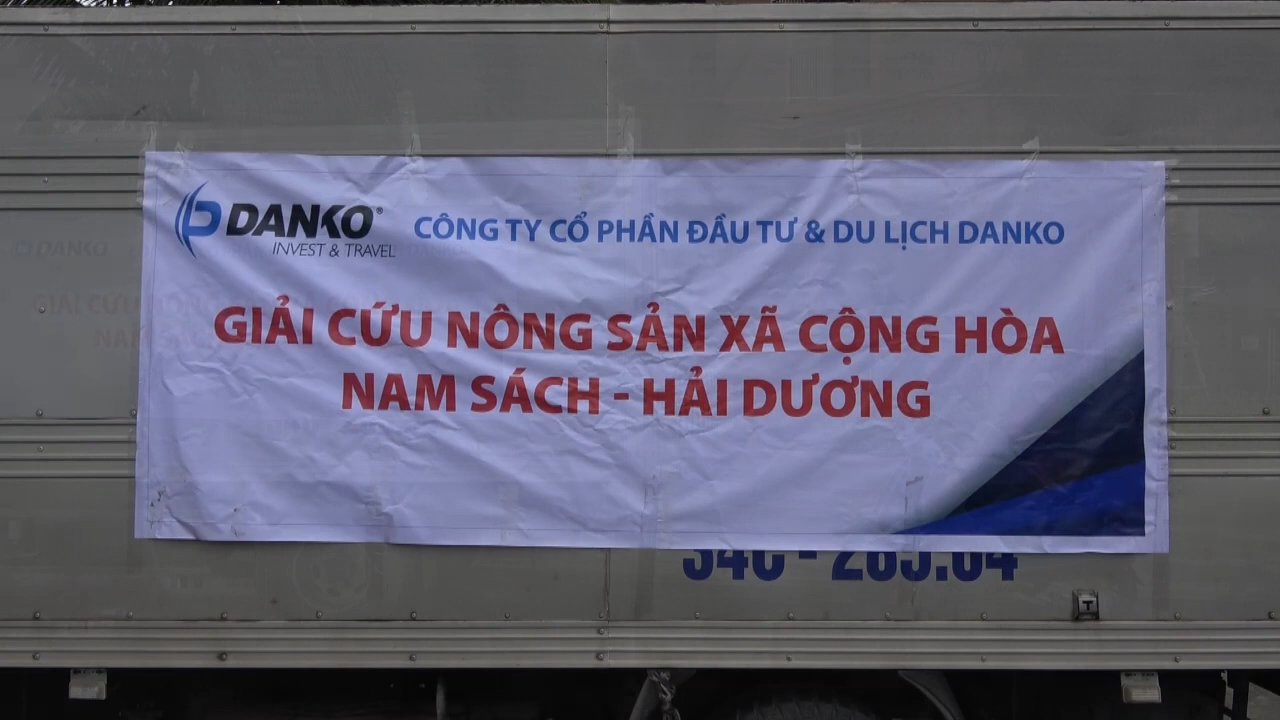 DANKO®
INVEST & TRAVEL
CÔNG TY CỔ PHẦN ĐẦU TƯ & DU LỊCH DANKO
GIẢI CỨU NÔNG SẢN XÃ CỘNG HÒA
NAM SÁCH - HẢI DƯƠNG
T